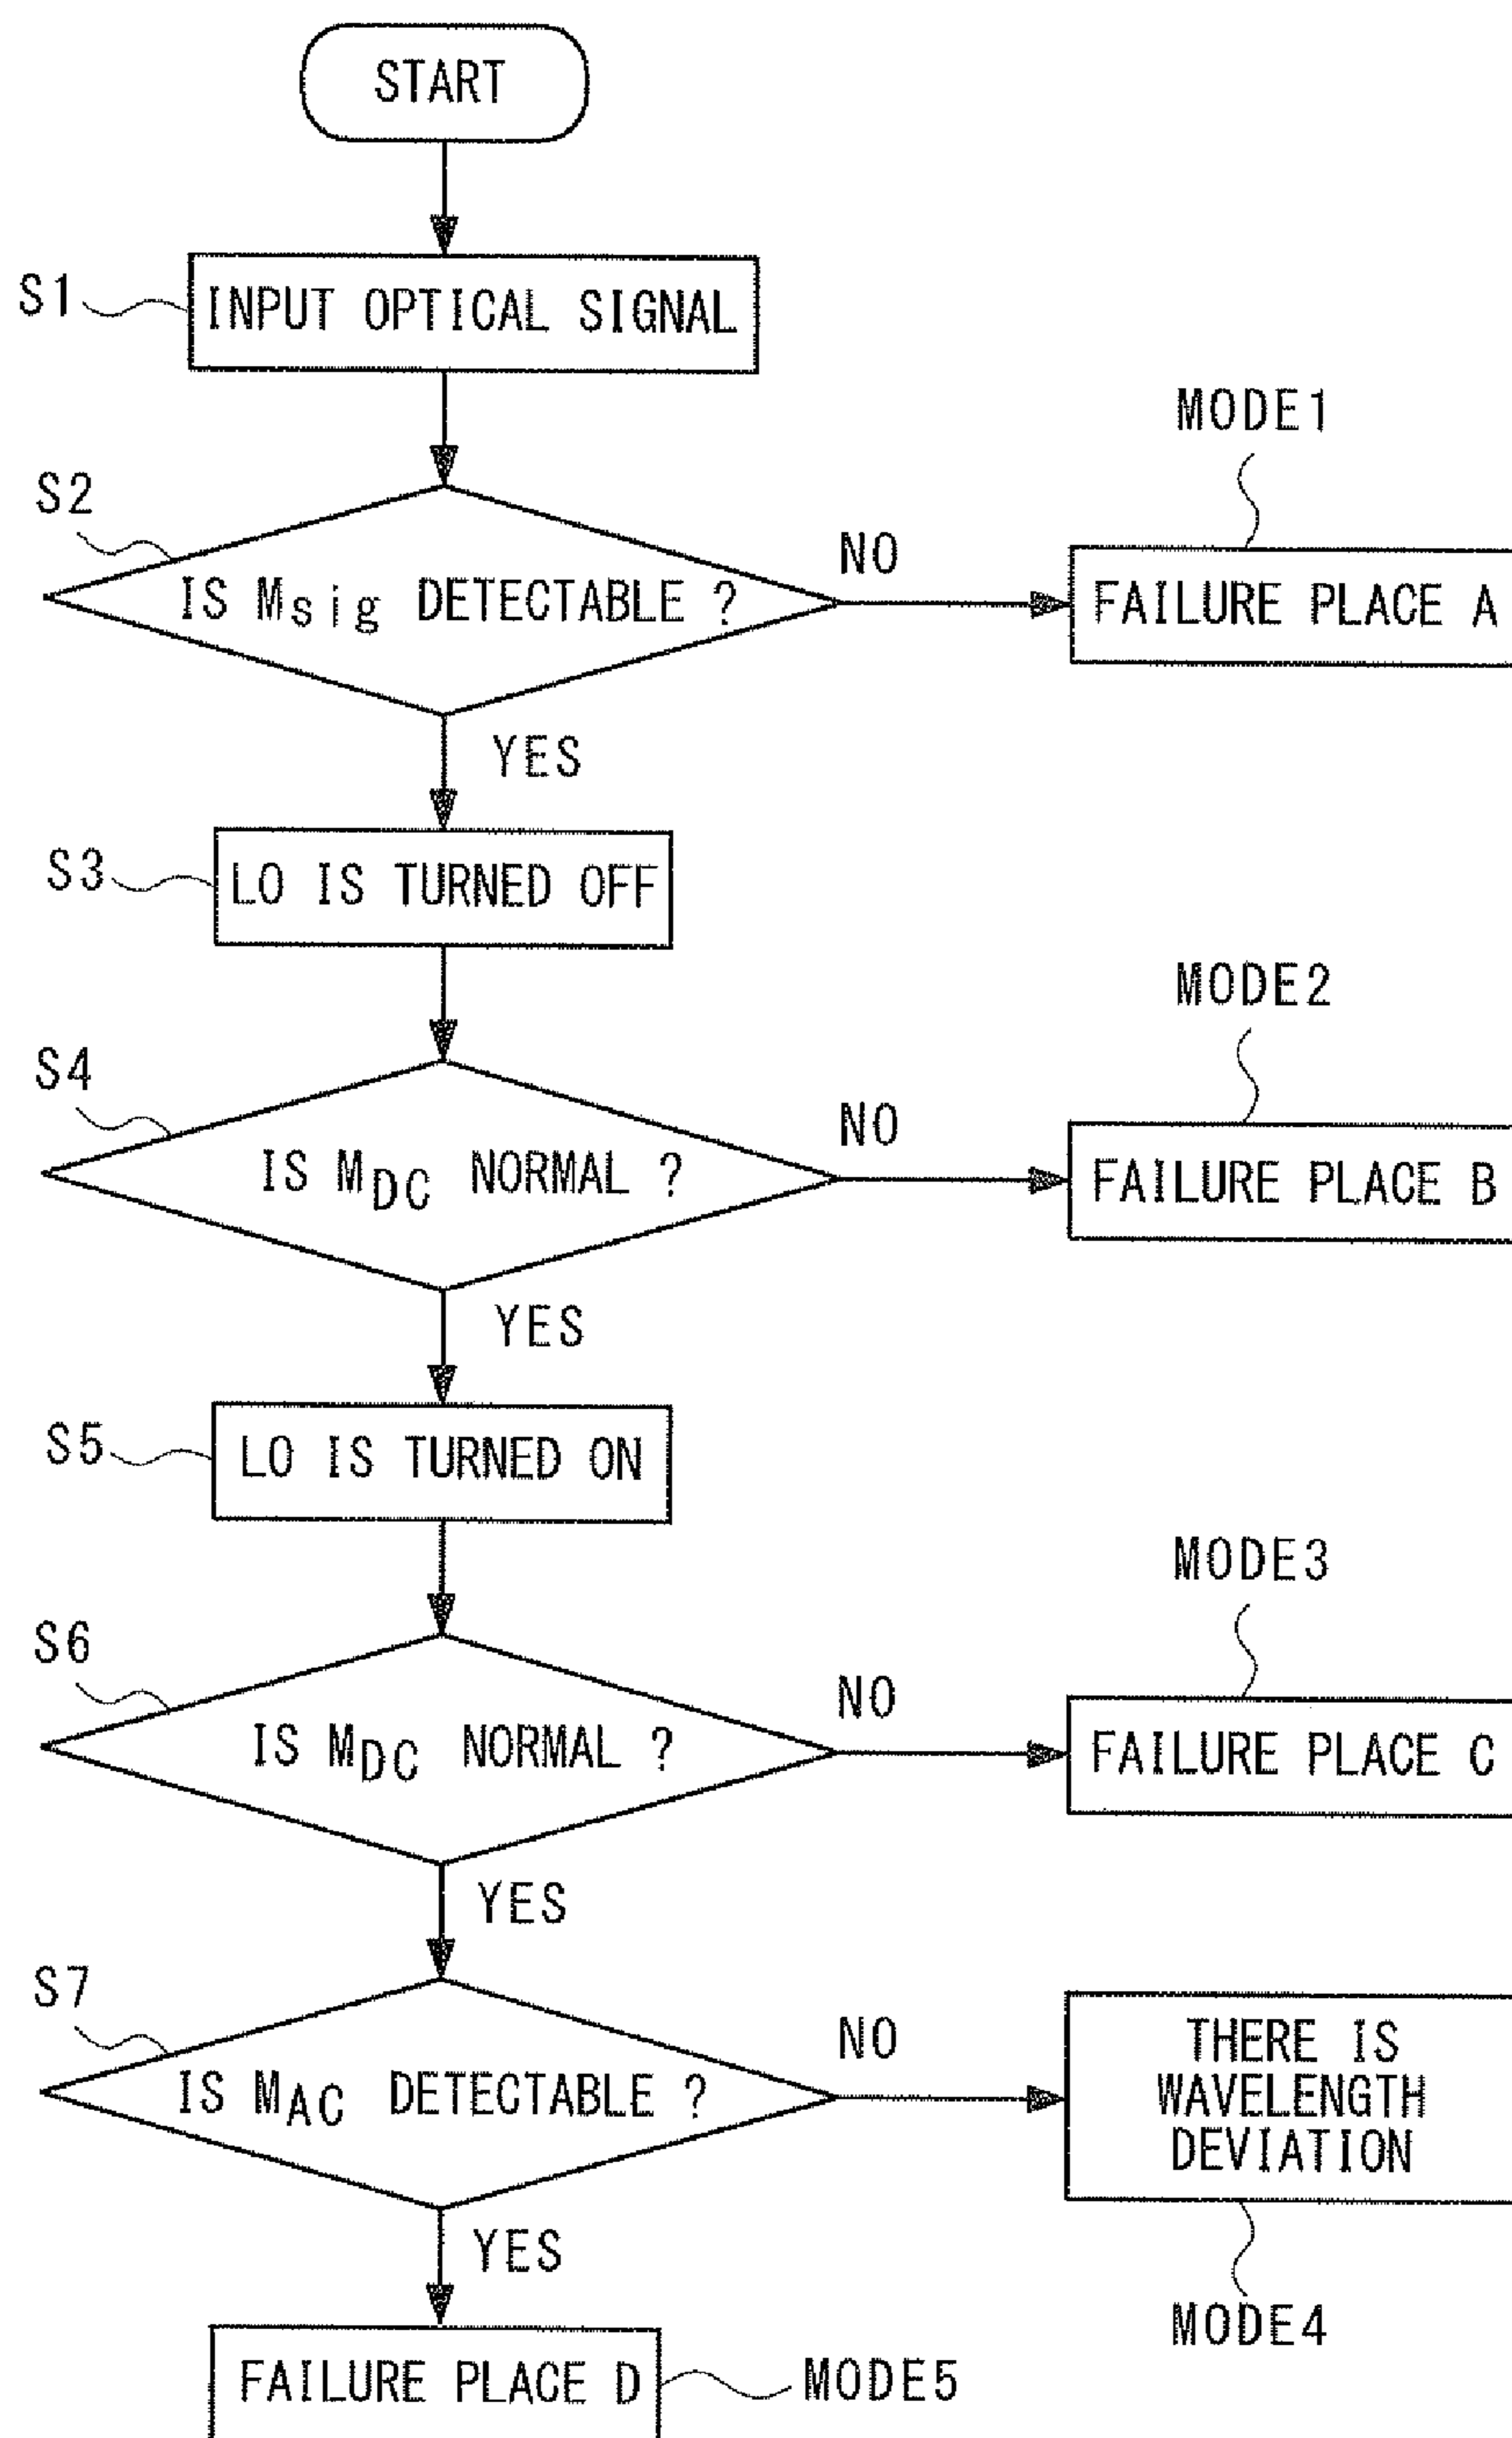 START
S1
INPUT OPTICAL SIGNAL
MODE1
S2
IS Msig DETECTABLE ?
NO
FAILURE PLACE A
YES
S3
LO IS TURNED OFF
MODE2
S4
IS MDC NORMAL ?
NO
FAILURE PLACE B
YES
S5
LO IS TURNED ON
MODE3
S6
IS MDC NORMAL ?
NO
FAILURE PLACE C
YES
S7
IS MAC DETECTABLE ?
NO
THERE IS
WAVELENGTH
DEVIATION
YES
MODE4
FAILURE PLACE D
MODE5